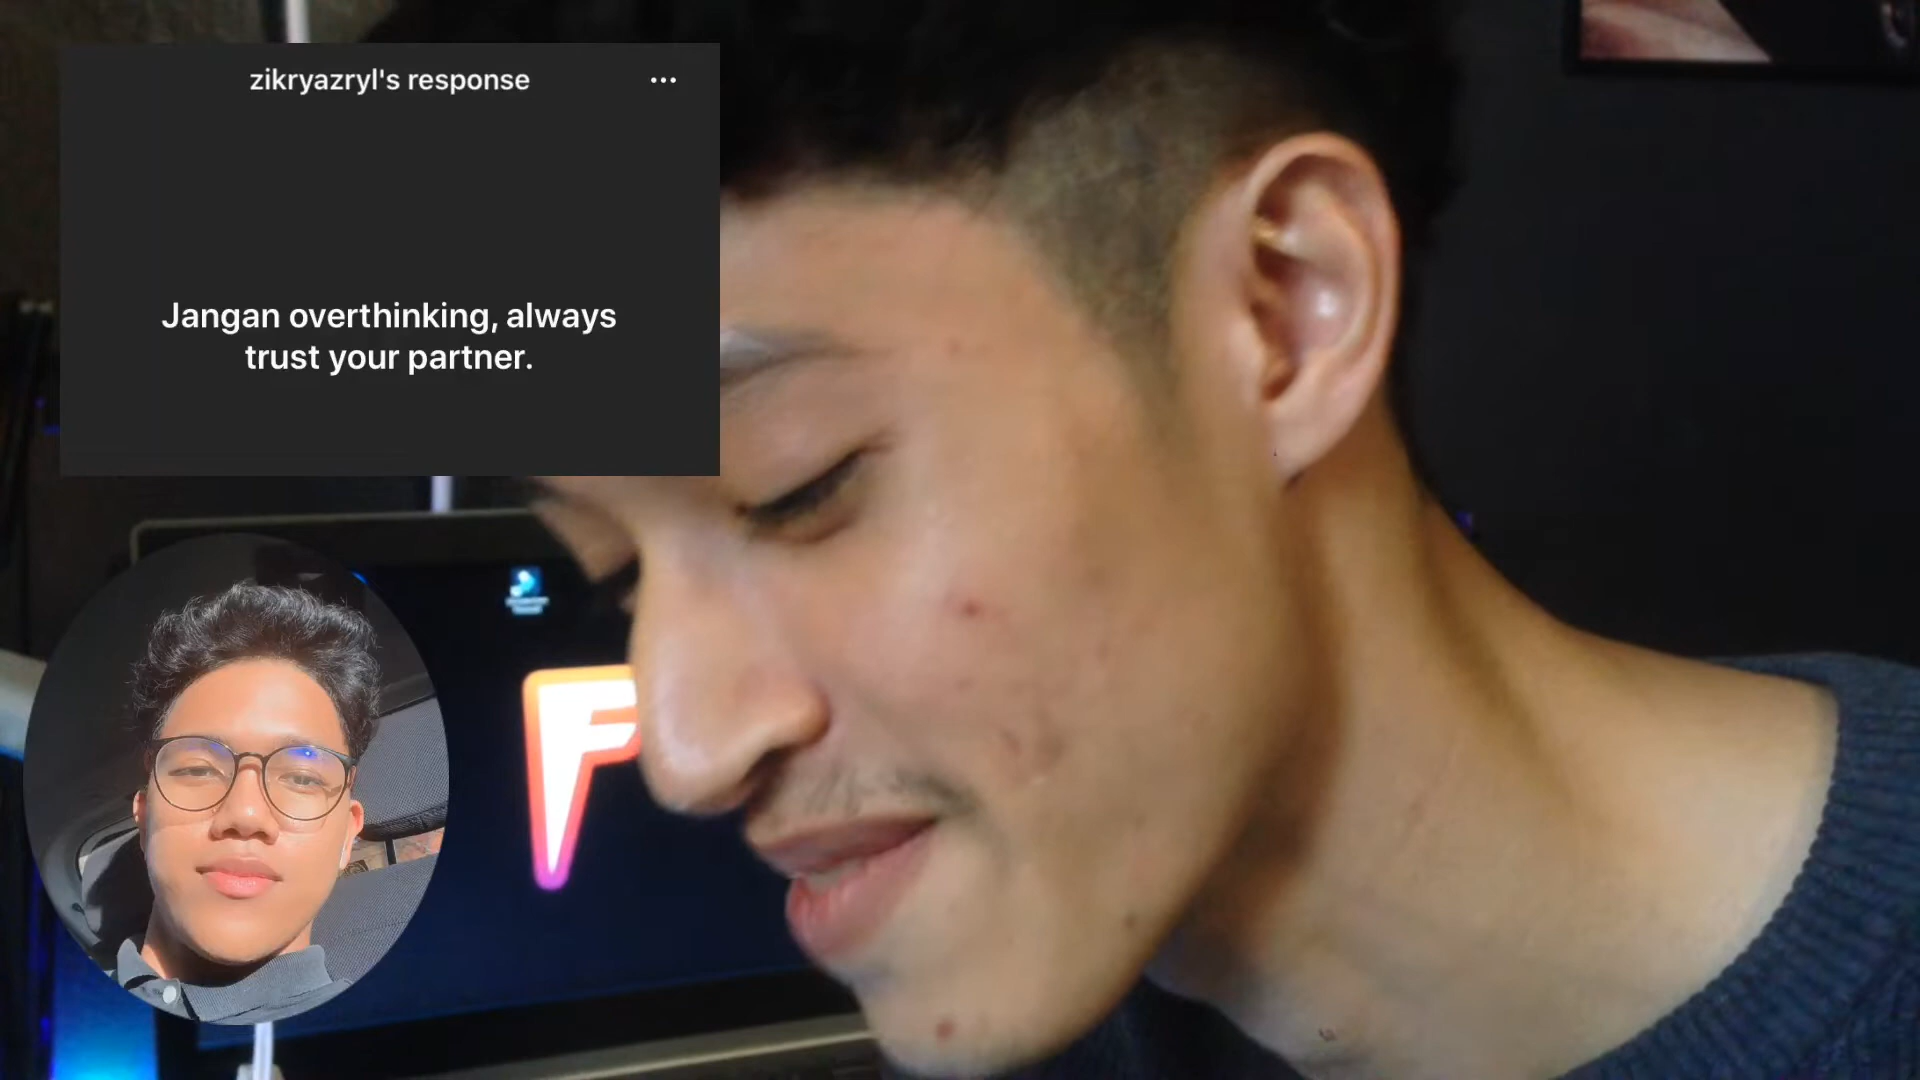 zikryazryl's response
Jangan overthinking, always
trust your partner.